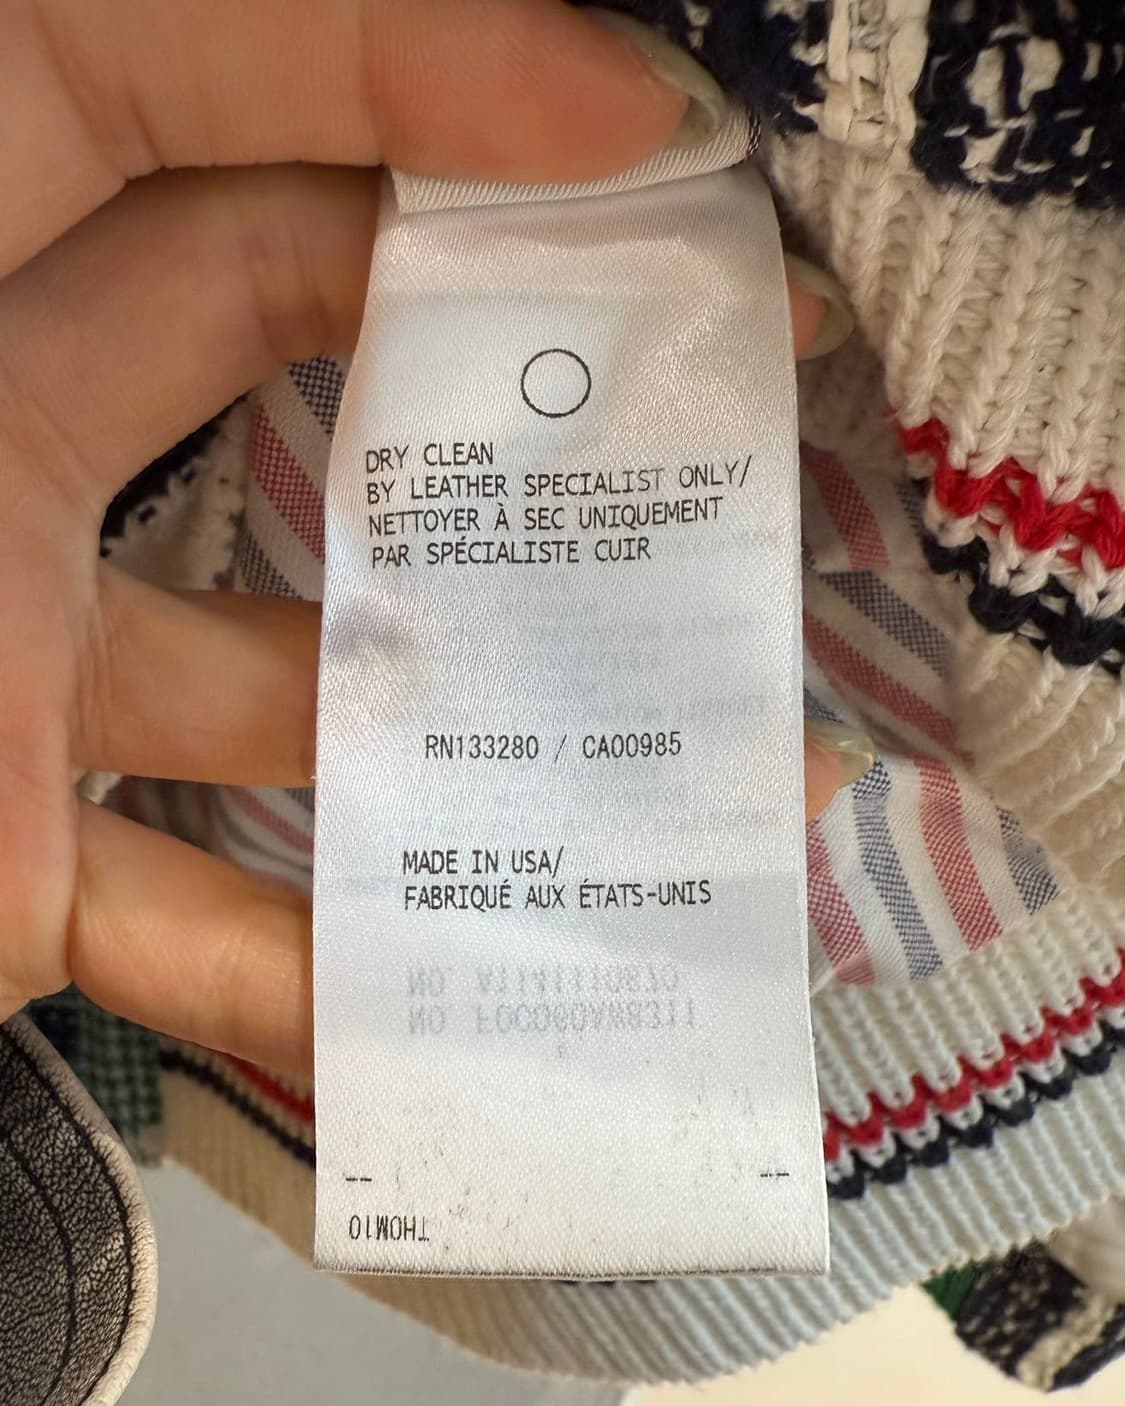 DRY CLEAN
BY LEATHER SPECIALIST ONLY/
NETTOYER À SEC UNIQUEMENT
PAR SPÉCIALISTE CUIR
RN133280 / CA00985
MADE IN USA/
FABRIQUÉ AUX ÉTATS-UNIS
THOM10